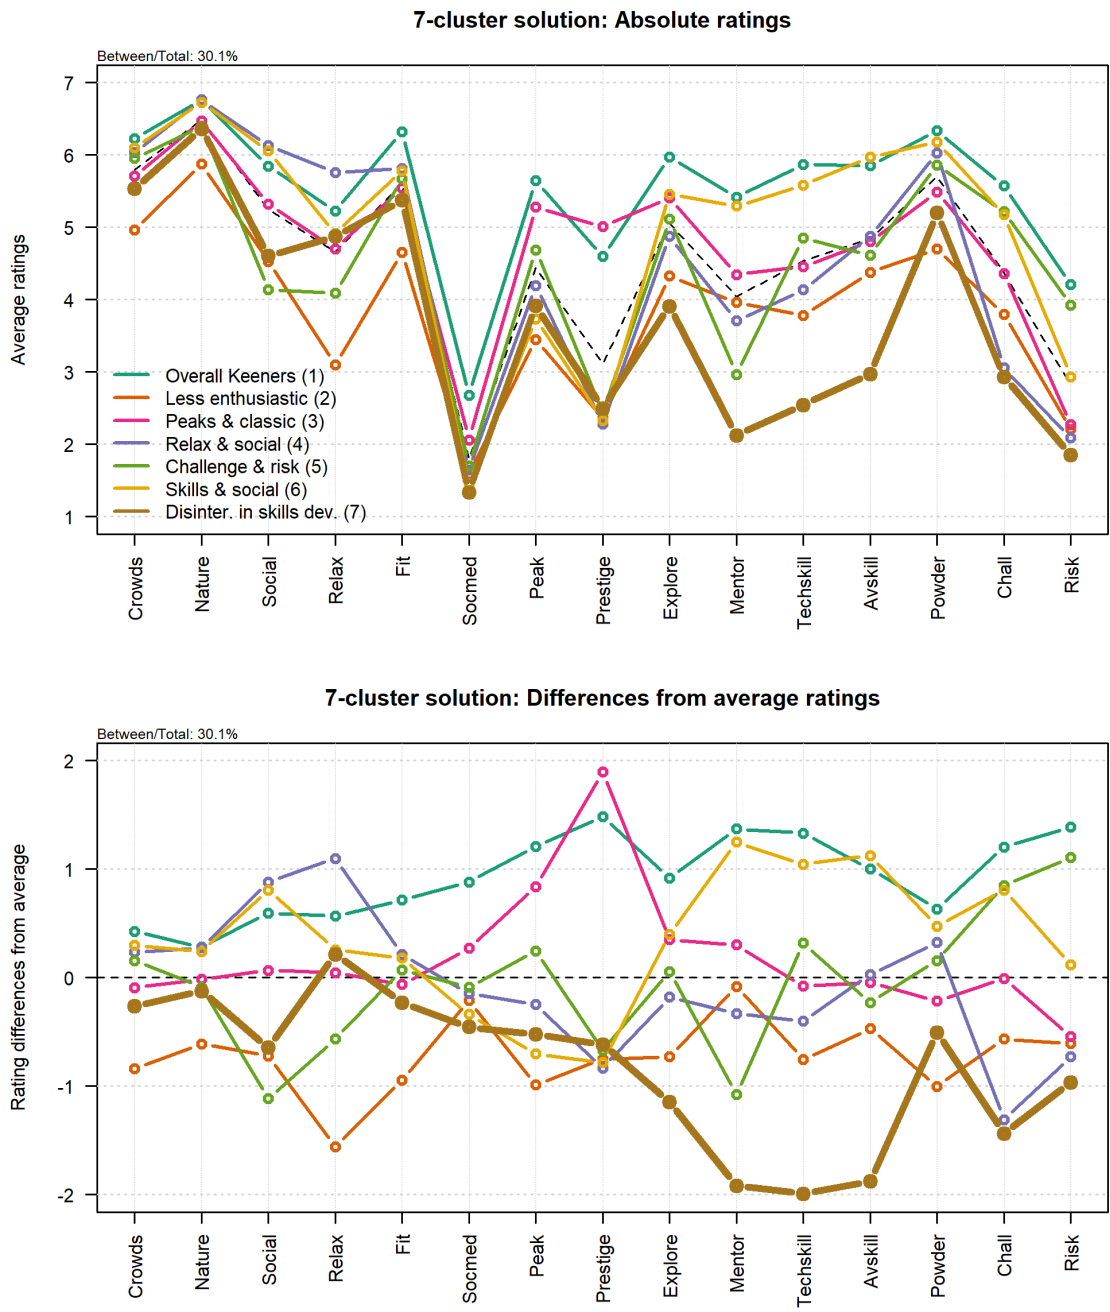 7-cluster solution: Absolute ratings
Between/Total: 30.1%
Average ratings
7
6
5
4
3
2
1
Overall Keeners (1)
Less enthusiastic (2)
Peaks & classic (3)
Relax & social (4)
Challenge & risk (5)
Skills & social (6)
Disinter. in skills dev. (7)
Crowds
Nature
Social
Relax
Fit
Socmed
Peak
Prestige
Explore
Mentor
Techskill
Avskill
Powder
Chall
Risk
7-cluster solution: Differences from average ratings
Between/Total: 30.1%
Rating differences from average
2
1
0
-1
-2
Crowds
Nature
Social
Relax
Fit
Socmed
Peak
Prestige
Explore
Mentor
Techskill
Avskill
Powder
Chall
Risk